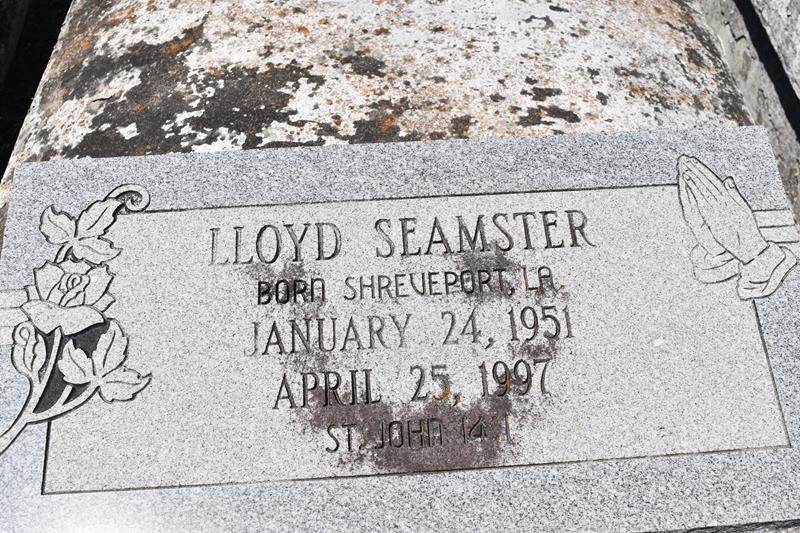 LLOYD SEAMSTER
BORN SHREVEPORT, LA.
JANUARY 24, 1951
APRIL 25, 1997
ST. JOHN 14:1